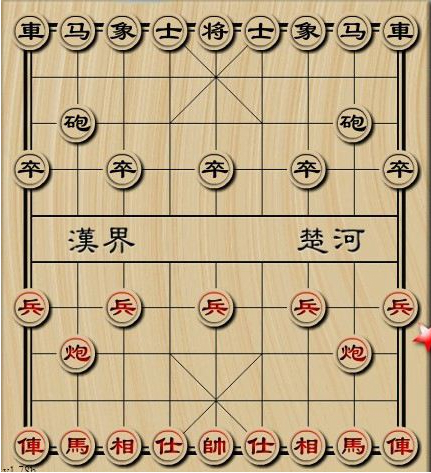 車马象士将士象马車
砲砲
卒卒卒卒卒
漢界 楚河
兵兵兵兵兵
炮炮
俥馬相仕帥仕相馬俥